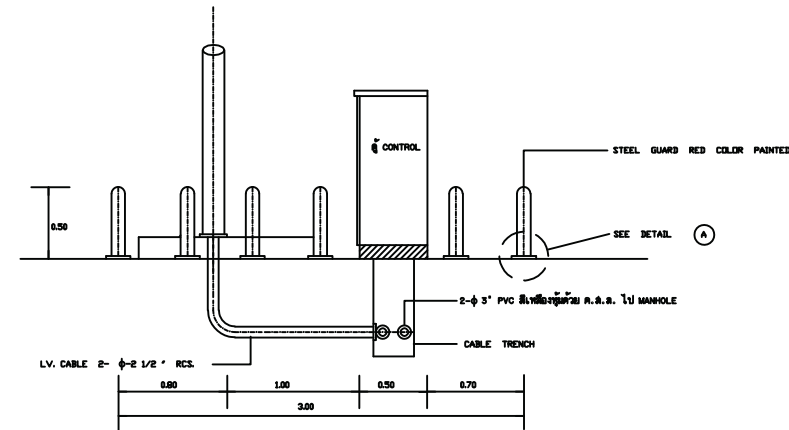 ตู้ CONTROL
STEEL GUARD RED COLOR PAINTED
0.50
SEE DETAIL A
2-ϕ 3" PVC สีเหลืองหุ้มด้วย ค.ส.ล. ไป MANHOLE
CABLE TRENCH
L.V. CABLE 2- ϕ-2 1/2 " RCS.
0.80 1.00 0.50 0.70
3.00